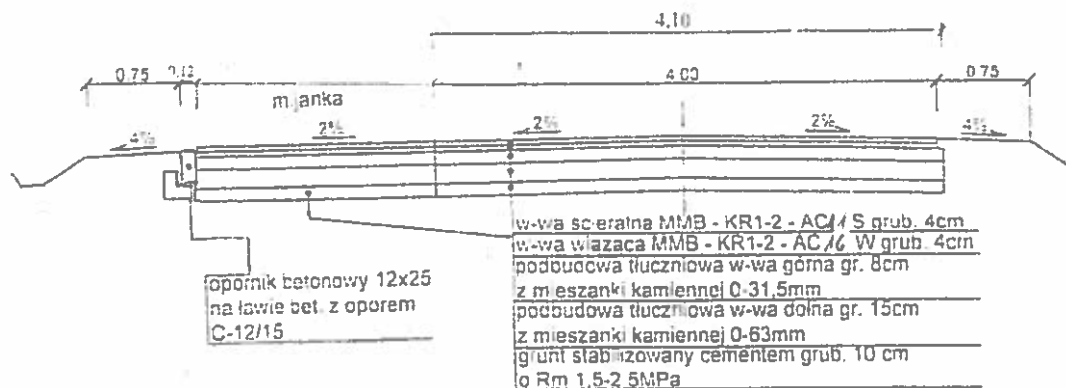 4.10
0.75 0.12 4.00 0.75
mijanka
4% 2% 2% 2% 4%
w-wa ścieralna MMB - KR1-2 - AC11 S grub. 4cm
w-wa wiążąca MMB - KR1-2 - AC16 W grub. 4cm
podbudowa tłuczniowa w-wa górna gr. 8cm
z mieszanki kamiennej 0-31,5mm
podbudowa tłuczniowa w-wa dolna gr. 15cm
z mieszanki kamiennej 0-63mm
grunt stabilizowany cementem grub. 10 cm
o Rm 1,5-2,5MPa
opornik betonowy 12x25
na ławie bet. z oporem
C-12/15